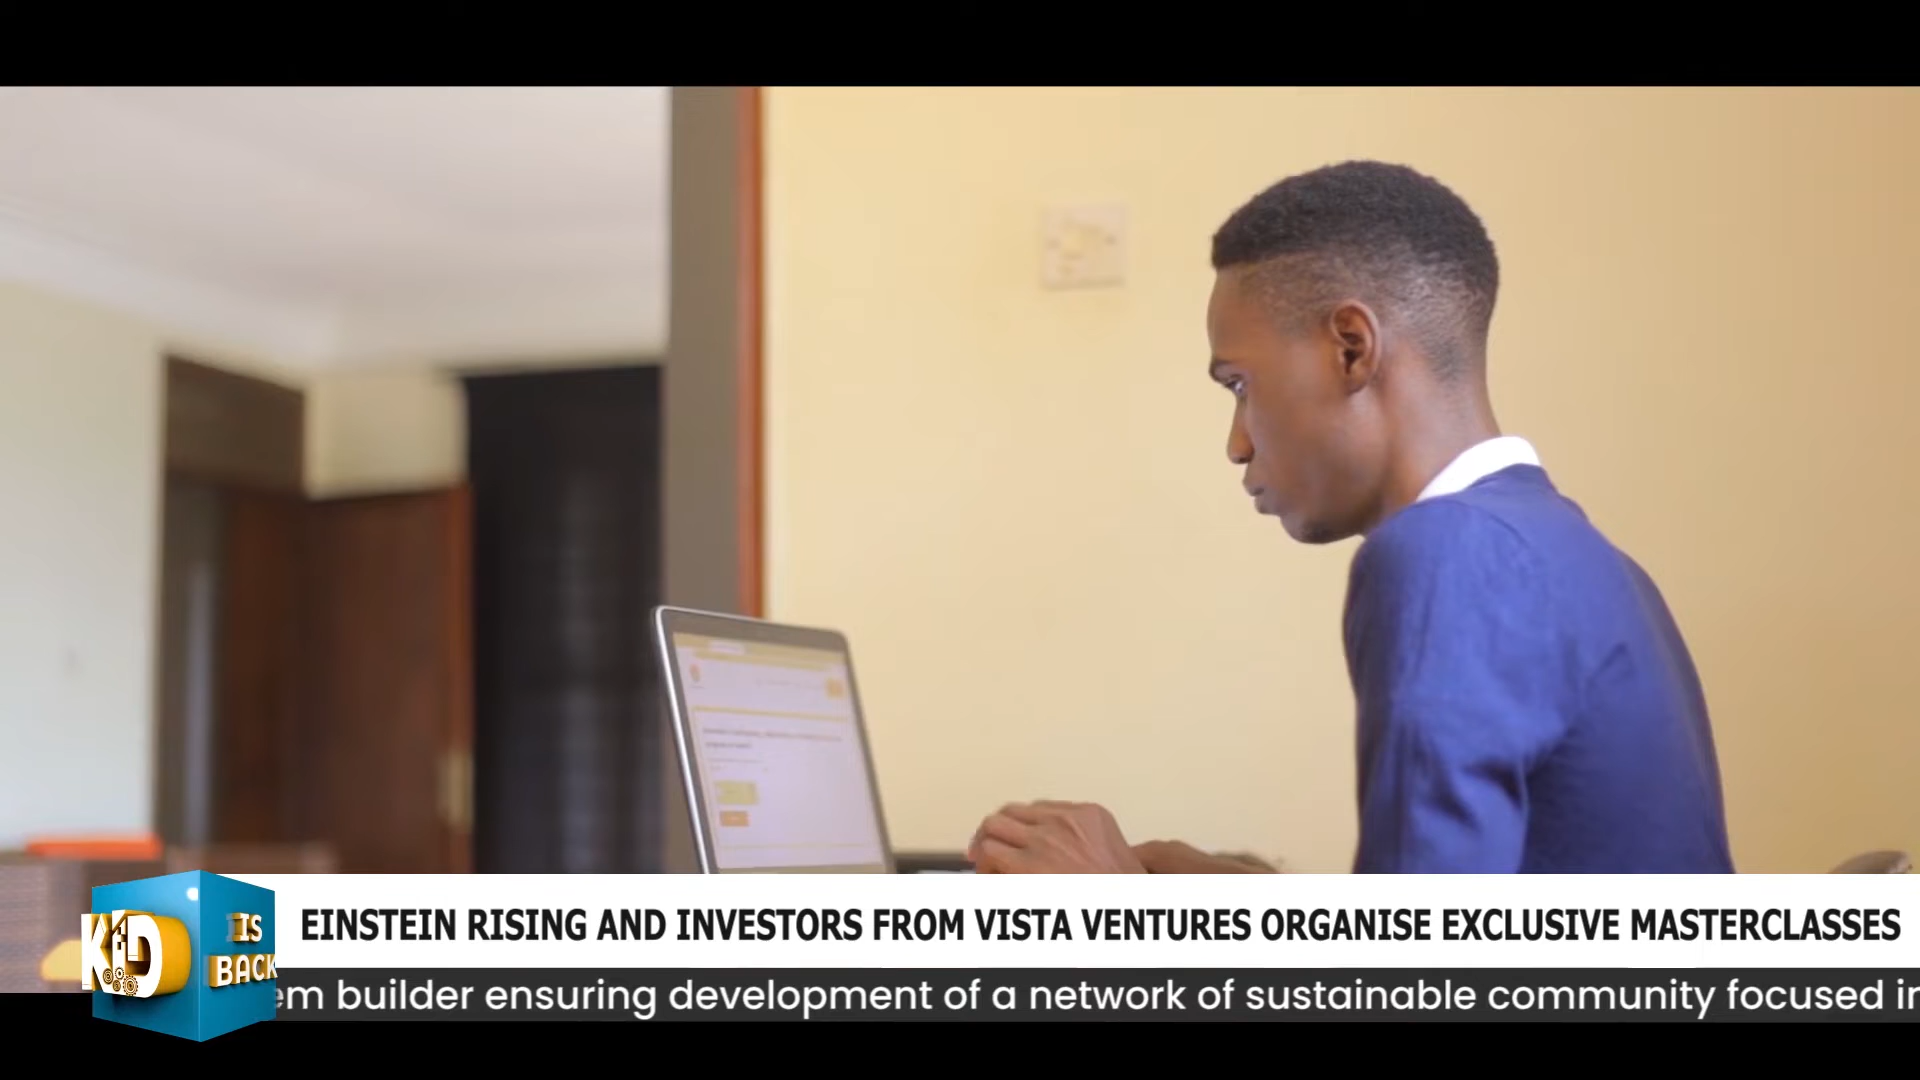 EINSTEIN RISING AND INVESTORS FROM VISTA VENTURES ORGANISE EXCLUSIVE MASTERCLASSES
KED
IS
BACK
em builder ensuring development of a network of sustainable community focused in